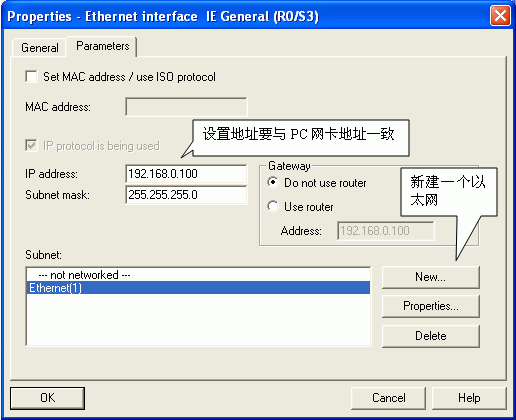 Properties - Ethernet interface  IE General (R0/S3)
General
Parameters
Set MAC address / use ISO protocol
MAC address:
IP protocol is being used
设置地址要与 PC 网卡地址一致
IP address:
192.168.0.100
Subnet mask:
255.255.255.0
Gateway
Do not use router
Use router
Address:
192.168.0.100
新建一个以
太网
Subnet:
--- not networked ---
Ethernet(1)
New...
Properties...
Delete
OK
Cancel
Help